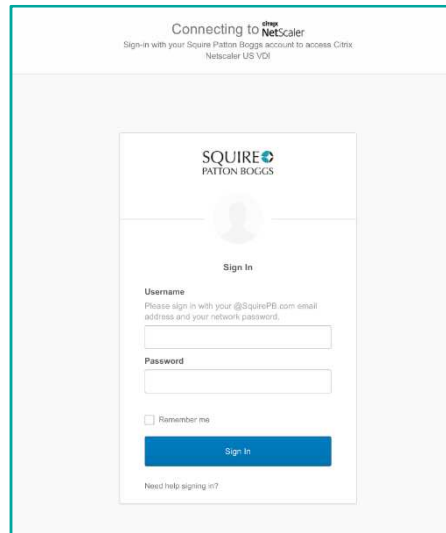 Connecting to citrix NetScaler
Sign-in with your Squire Patton Boggs account to access Citrix
Netscaler US VDI
SQUIRE
PATTON BOGGS
Sign In
Username
Please sign in with your @SquirePB.com email
address and your network password.
Password
Remember me
Sign In
Need help signing in?